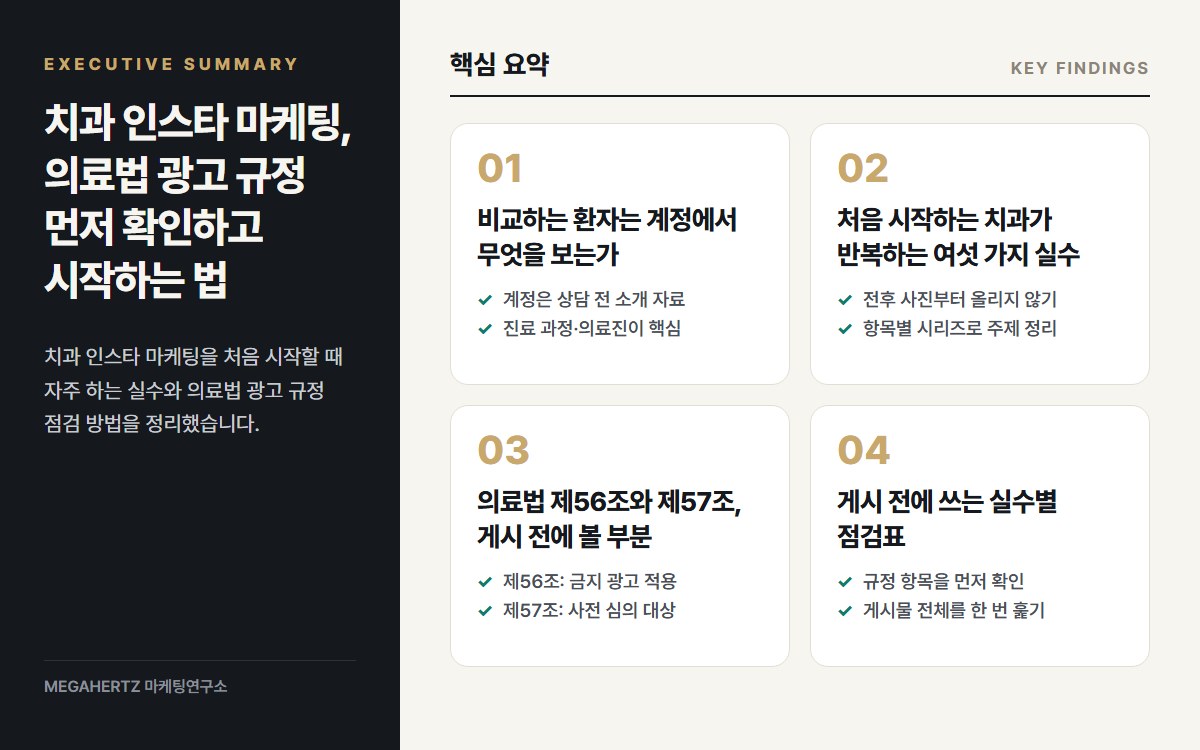 EXECUTIVE SUMMARY
치과 인스타 마케팅,
의료법 광고 규정
먼저 확인하고
시작하는 법
치과 인스타 마케팅을 처음 시작할 때
자주 하는 실수와 의료법 광고 규정
점검 방법을 정리했습니다.
MEGAHERTZ 마케팅연구소
핵심 요약
KEY FINDINGS
01
비교하는 환자는 계정에서
무엇을 보는가
계정은 상담 전 소개 자료
진료 과정·의료진이 핵심
02
처음 시작하는 치과가
반복하는 여섯 가지 실수
전후 사진부터 올리지 않기
항목별 시리즈로 주제 정리
03
의료법 제56조와 제57조,
게시 전에 볼 부분
제56조: 금지 광고 적용
제57조: 사전 심의 대상
04
게시 전에 쓰는 실수별
점검표
규정 항목을 먼저 확인
게시물 전체를 한 번 훑기